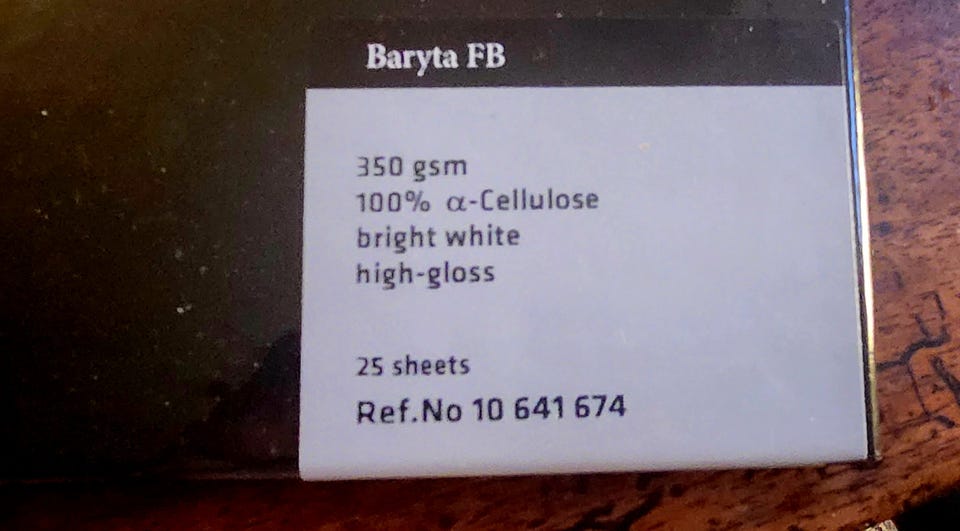 Baryta FB
350 gsm
100% α-Cellulose
bright white
high-gloss
25 sheets
Ref.No 10 641 674